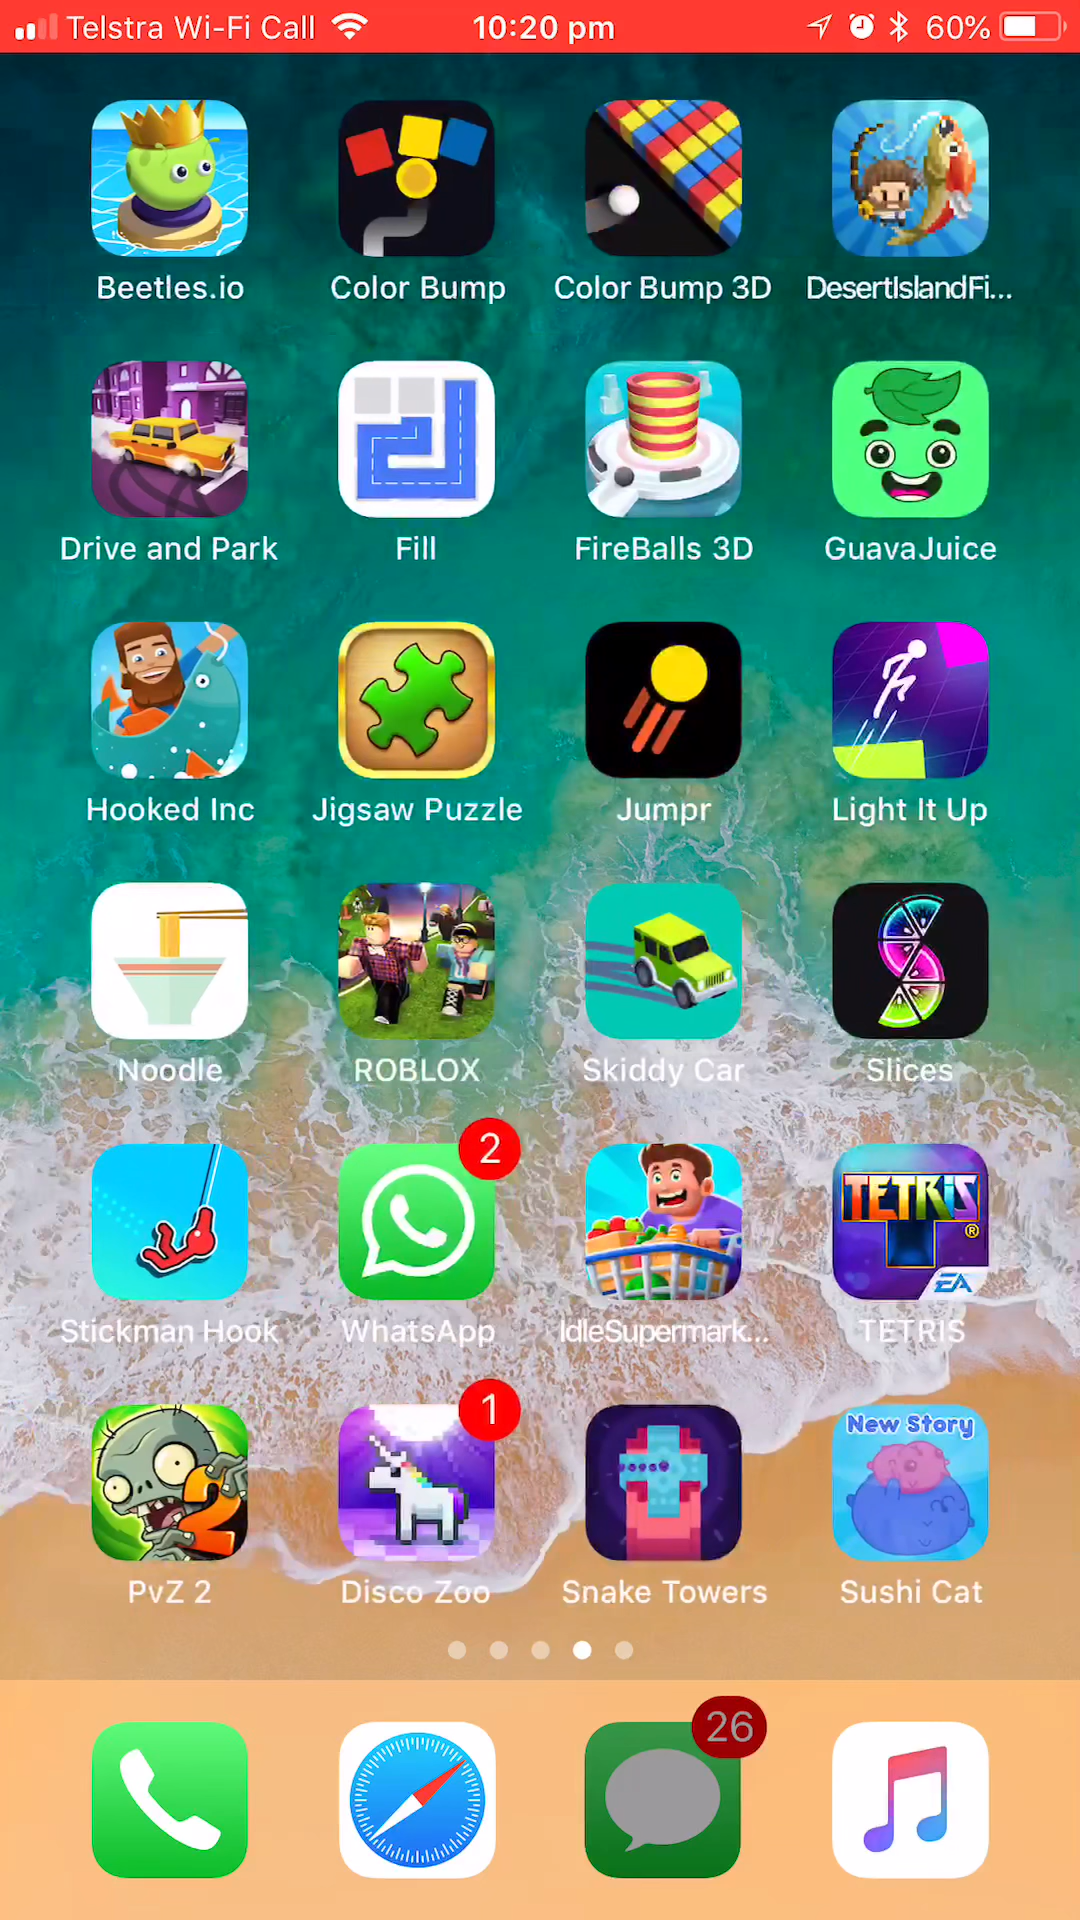 Telstra Wi-Fi Call 10:20 pm 60%
Beetles.io Color Bump Color Bump 3D DesertIslandFi...
Drive and Park Fill FireBalls 3D GuavaJuice
Hooked Inc Jigsaw Puzzle Jumpr Light It Up
Noodle ROBLOX Skiddy Car Slices
2
TETRIS
®
EA
Stickman Hook WhatsApp IdleSupermark... TETRIS
1
New Story
2
PvZ 2 Disco Zoo Snake Towers Sushi Cat
26